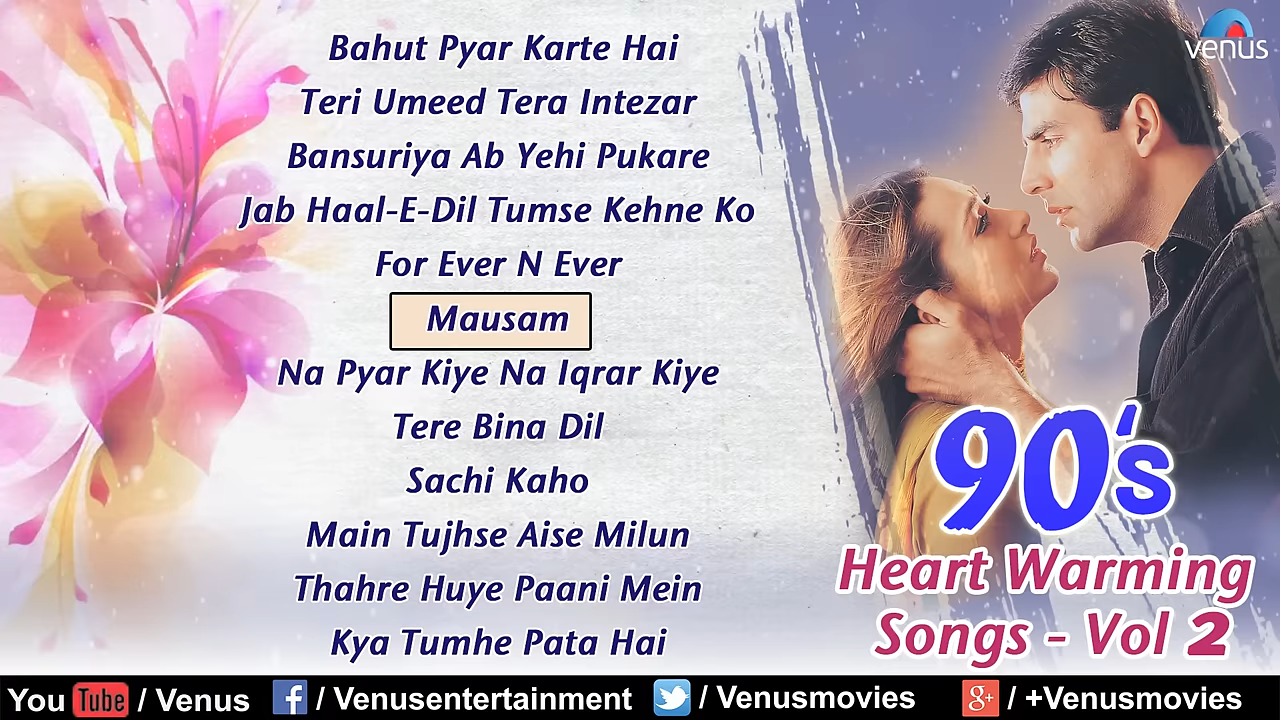 Bahut Pyar Karte Hai
Teri Umeed Tera Intezar
Bansuriya Ab Yehi Pukare
Jab Haal-E-Dil Tumse Kehne Ko
For Ever N Ever
Mausam
Na Pyar Kiye Na Iqrar Kiye
Tere Bina Dil
Sachi Kaho
Main Tujhse Aise Milun
Thahre Huye Paani Mein
Kya Tumhe Pata Hai
venus
90's
Heart Warming
Songs - Vol 2
You Tube / Venus f / Venusentertainment / Venusmovies g+ / +Venusmovies